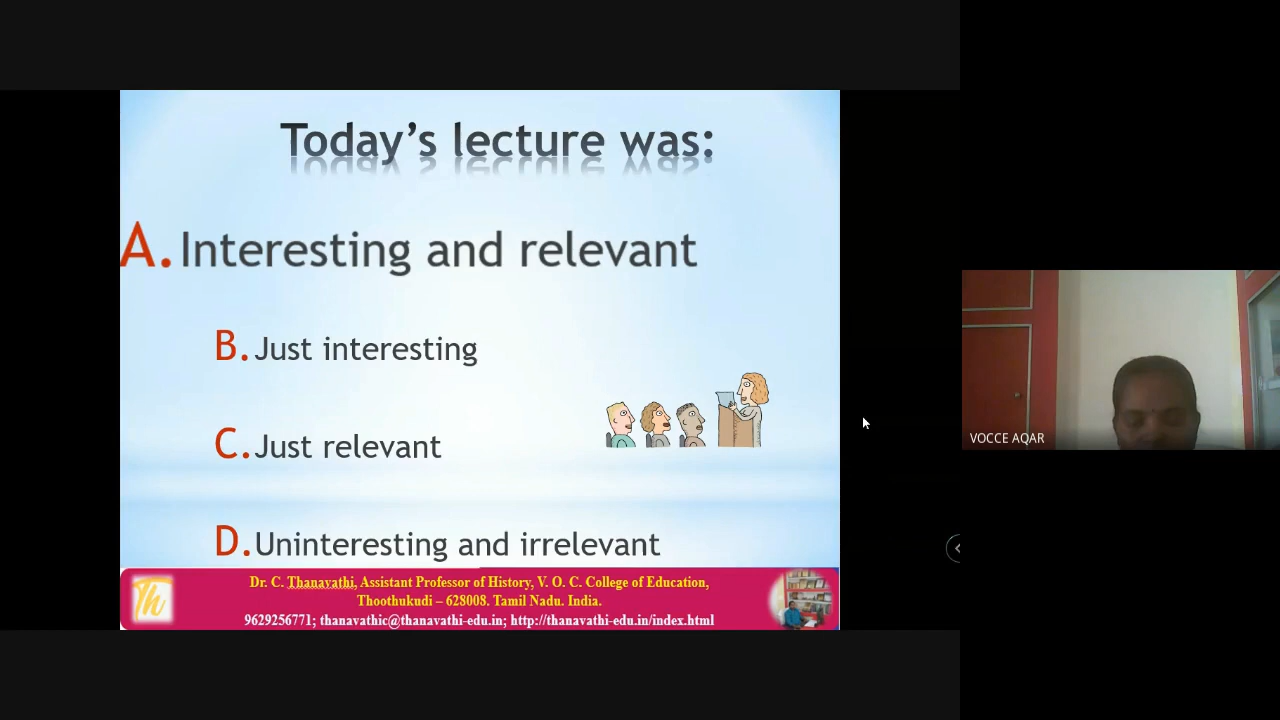 Today's lecture was:
A. Interesting and relevant
B. Just interesting
C. Just relevant
D. Uninteresting and irrelevant
Th
Dr. C. Thanavathi, Assistant Professor of History, V. O. C. College of Education,
Thoothukudi – 628008. Tamil Nadu. India.
9629256771; thanavathic@thanavathi-edu.in; http://thanavathi-edu.in/index.html
VOCCE AQAR